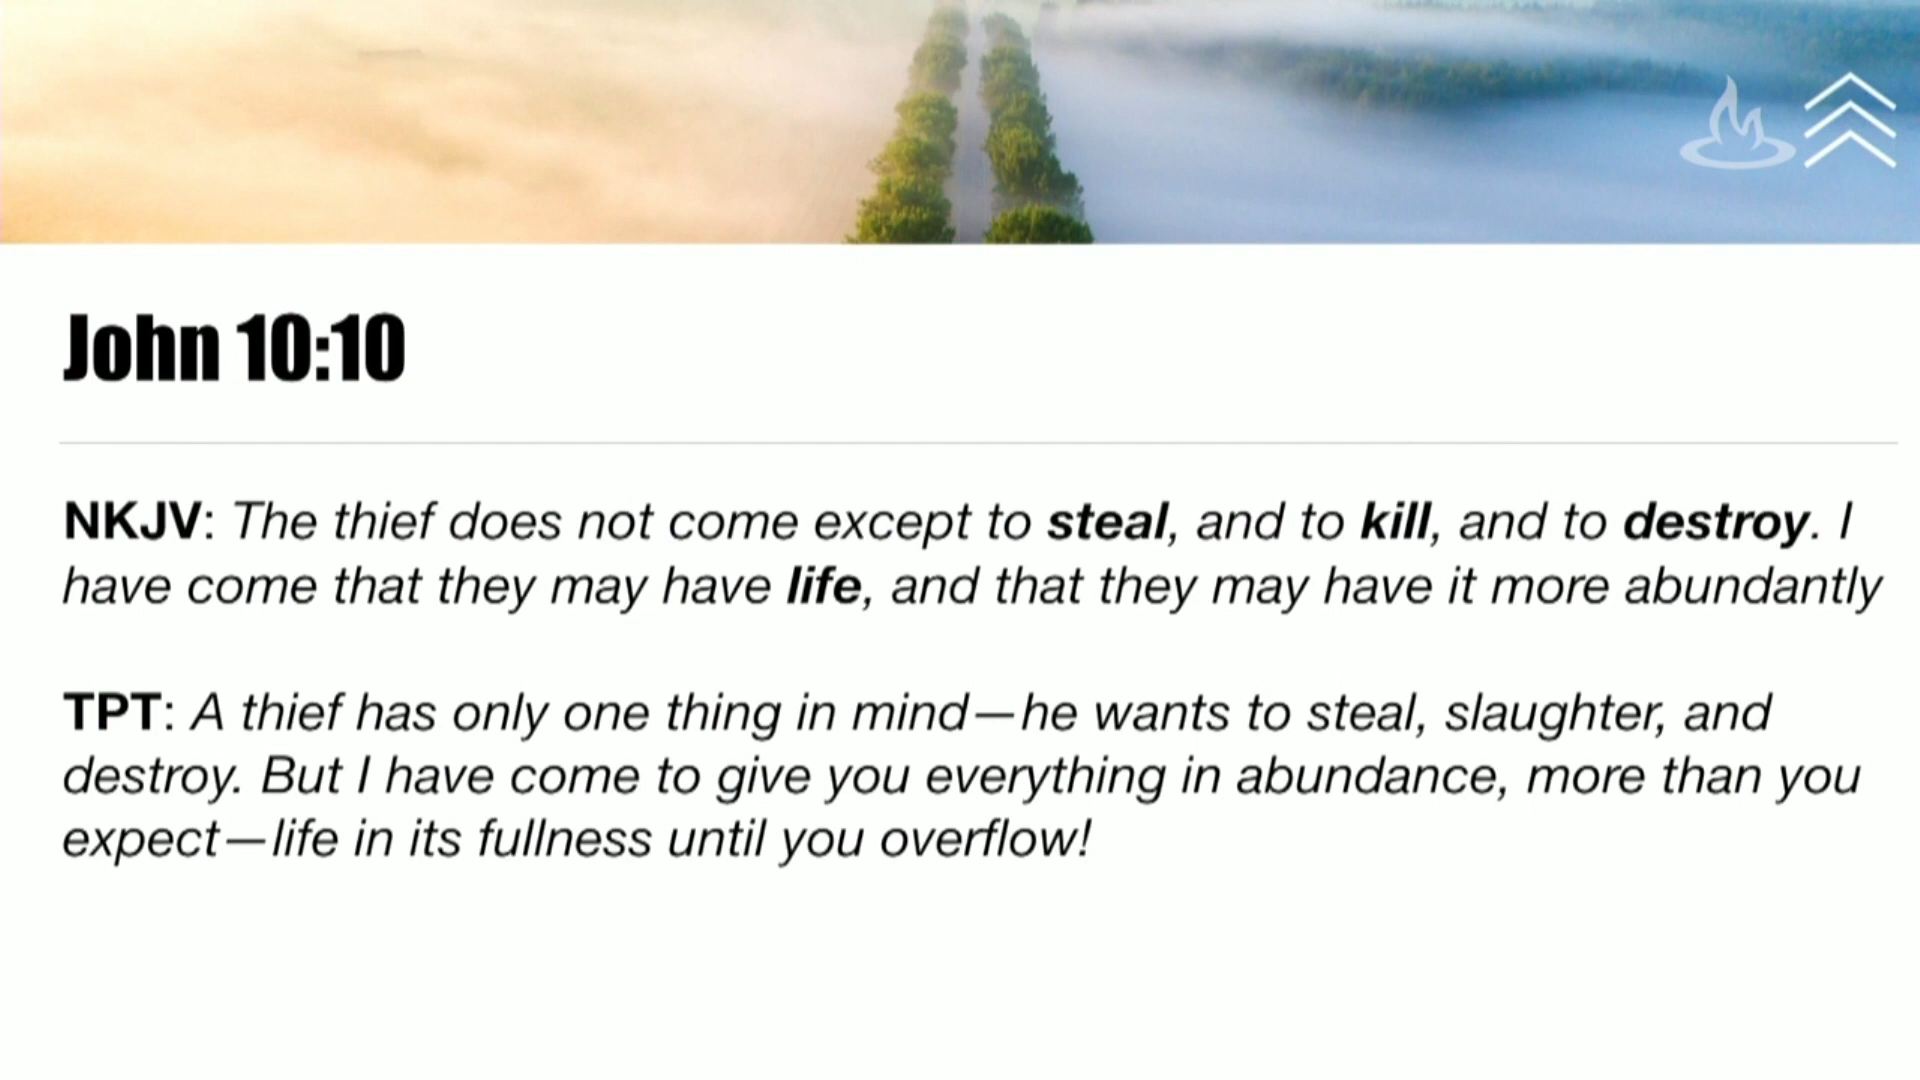 John 10:10
NKJV: The thief does not come except to steal, and to kill, and to destroy. I
have come that they may have life, and that they may have it more abundantly
TPT: A thief has only one thing in mind—he wants to steal, slaughter, and
destroy. But I have come to give you everything in abundance, more than you
expect—life in its fullness until you overflow!